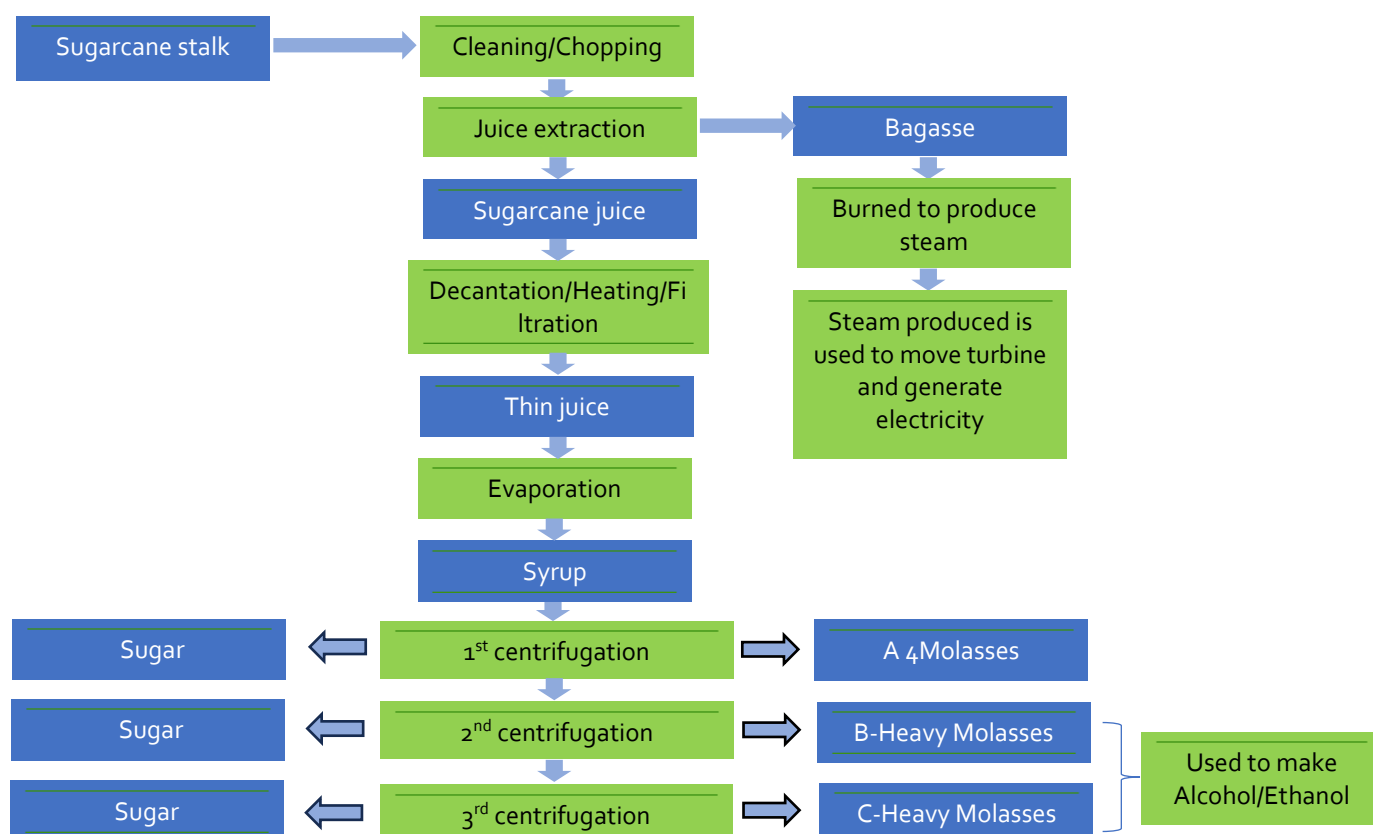 Sugarcane stalk
Cleaning/Chopping
Juice extraction
Bagasse
Sugarcane juice
Burned to produce
steam
Decantation/Heating/Fi
ltration
Steam produced is
used to move turbine
and generate
electricity
Thin juice
Evaporation
Syrup
Sugar
1st centrifugation
A 4Molasses
Sugar
2nd centrifugation
B-Heavy Molasses
Sugar
3rd centrifugation
C-Heavy Molasses
Used to make
Alcohol/Ethanol